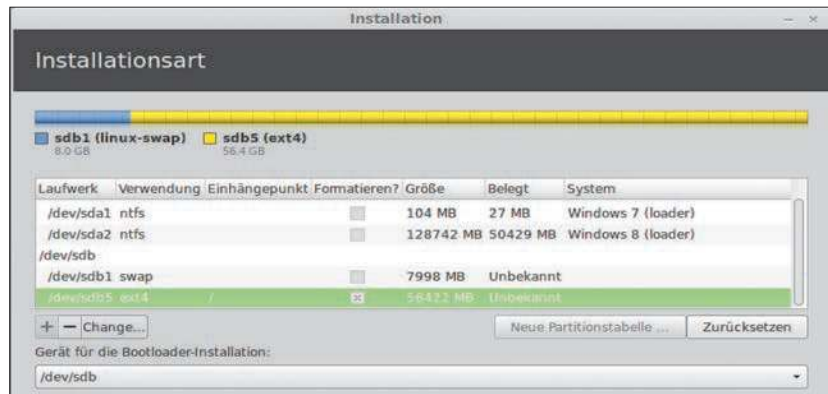 Installation
Installationsart
sdb1 (linux-swap) sdb5 (ext4)
8.0 GB 56.4 GB
Laufwerk Verwendung Einhängepunkt Formatieren? Größe Belegt System
/dev/sda1 ntfs 104 MB 27 MB Windows 7 (loader)
/dev/sda2 ntfs 128742 MB 50429 MB Windows 8 (loader)
/dev/sdb
/dev/sdb1 swap 7998 MB Unbekannt
/dev/sdb5 ext4 / 56422 MB Unbekannt
+ − Change... Neue Partitionstabelle ... Zurücksetzen
Gerät für die Bootloader-Installation:
/dev/sdb